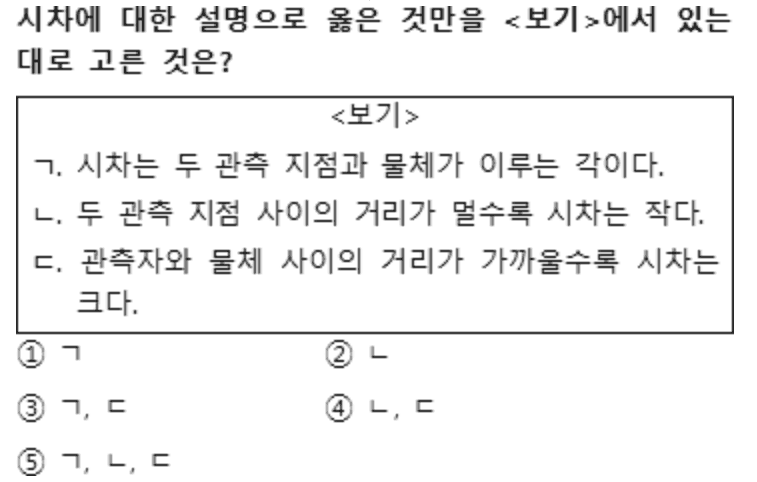 시차에 대한 설명으로 옳은 것만을 <보기>에서 있는
대로 고른 것은?
<보기>
ㄱ. 시차는 두 관측 지점과 물체가 이루는 각이다.
ㄴ. 두 관측 지점 사이의 거리가 멀수록 시차는 작다.
ㄷ. 관측자와 물체 사이의 거리가 가까울수록 시차는
크다.
① ㄱ ② ㄴ
③ ㄱ, ㄷ ④ ㄴ, ㄷ
⑤ ㄱ, ㄴ, ㄷ